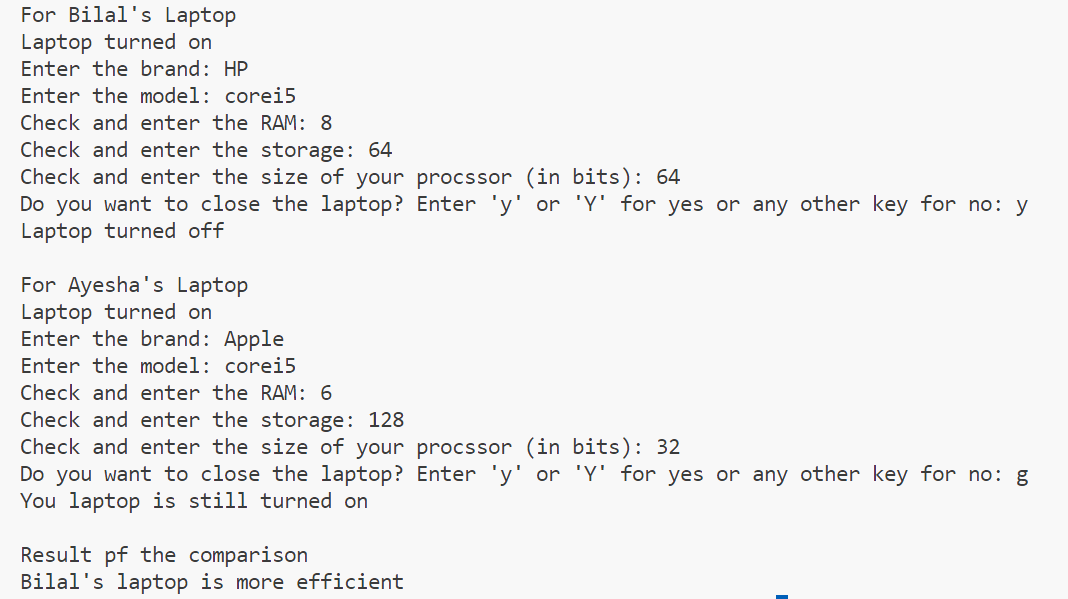 For Bilal's Laptop
Laptop turned on
Enter the brand: HP
Enter the model: corei5
Check and enter the RAM: 8
Check and enter the storage: 64
Check and enter the size of your procssor (in bits): 64
Do you want to close the laptop? Enter 'y' or 'Y' for yes or any other key for no: y
Laptop turned off
For Ayesha's Laptop
Laptop turned on
Enter the brand: Apple
Enter the model: corei5
Check and enter the RAM: 6
Check and enter the storage: 128
Check and enter the size of your procssor (in bits): 32
Do you want to close the laptop? Enter 'y' or 'Y' for yes or any other key for no: g
You laptop is still turned on
Result pf the comparison
Bilal's laptop is more efficient